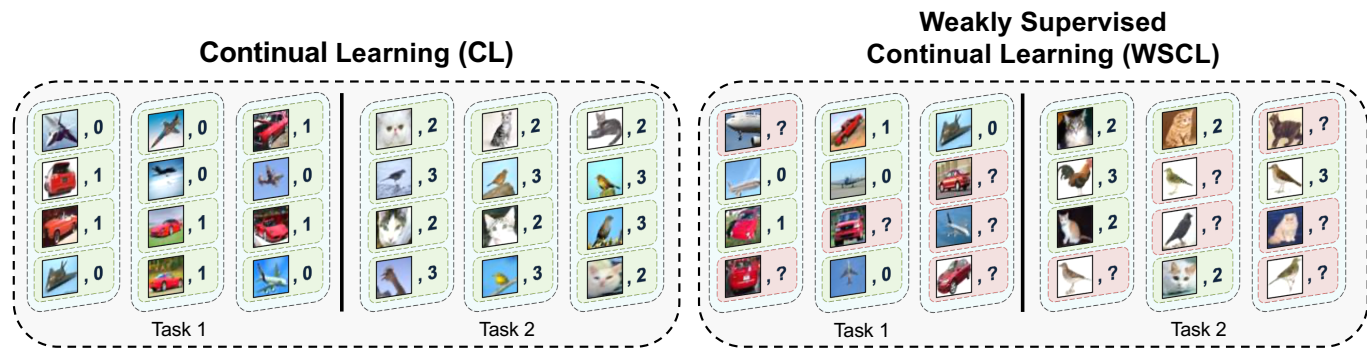 Continual Learning (CL)
Weakly Supervised
Continual Learning (WSCL)
, 0 , 0 , 1 , 2 , 2 , 2 , ? , 1 , 0 , 2 , 2 , ?
, 1 , 0 , 0 , 3 , 3 , 3 , 0 , 0 , ? , 3 , ? , 3
, 1 , 1 , 1 , 2 , 2 , 3 , 1 , ? , ? , 2 , ? , ?
, 0 , 1 , 0 , 3 , 3 , 2 , ? , 0 , ? , ? , 2 , ?
Task 1 Task 2 Task 1 Task 2